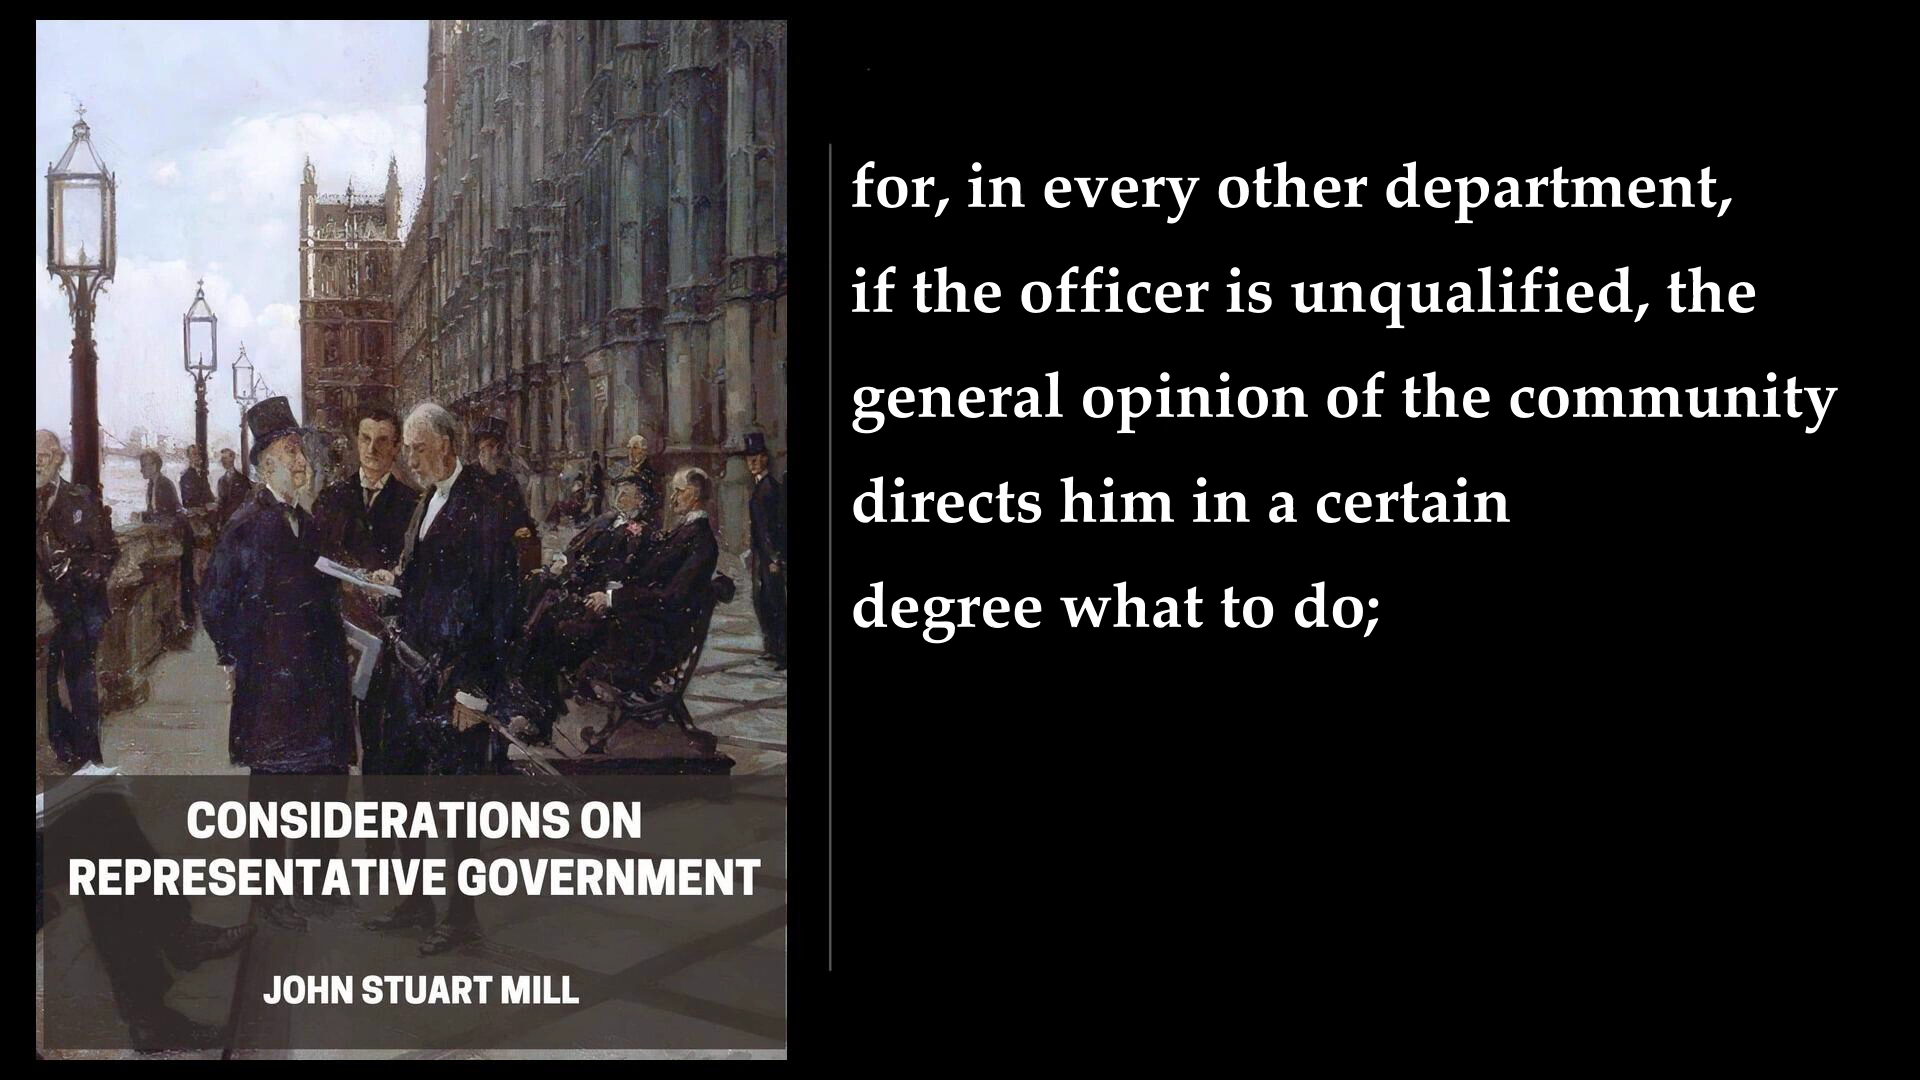 for, in every other department,
if the officer is unqualified, the
general opinion of the community
directs him in a certain
degree what to do;
CONSIDERATIONS ON
REPRESENTATIVE GOVERNMENT
JOHN STUART MILL